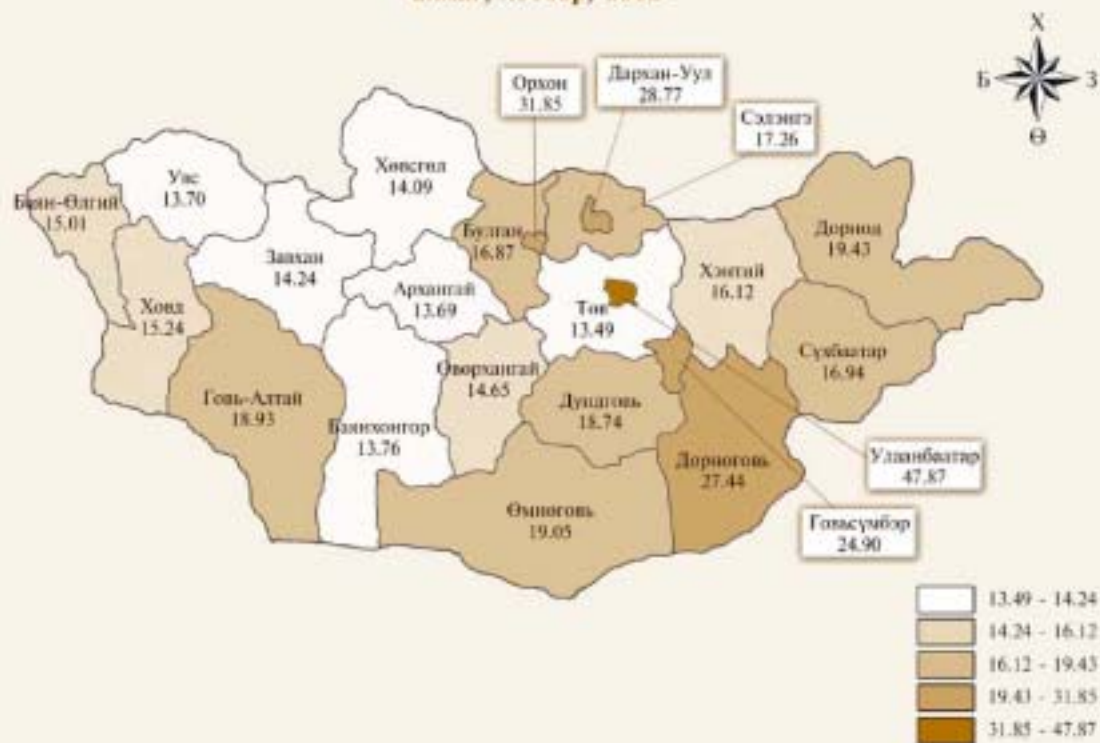 Х
Б
З
Ө
Орхон
31.85
Дархан-Уул
28.77
Сэлэнгэ
17.26
Увс
13.70
Хөвсгөл
14.09
Баян-Өлгий
15.01
Завхан
14.24
Булган
16.87
Дорнод
19.43
Ховд
15.24
Архангай
13.69
Төв
13.49
Хэнтий
16.12
Говь-Алтай
18.93
Баянхонгор
13.76
Өвөрхангай
14.65
Дундговь
18.74
Сүхбаатар
16.94
Дорноговь
27.44
Өмнөговь
19.05
Улаанбаатар
47.87
Говьсүмбэр
24.90
13.49 - 14.24
14.24 - 16.12
16.12 - 19.43
19.43 - 31.85
31.85 - 47.87